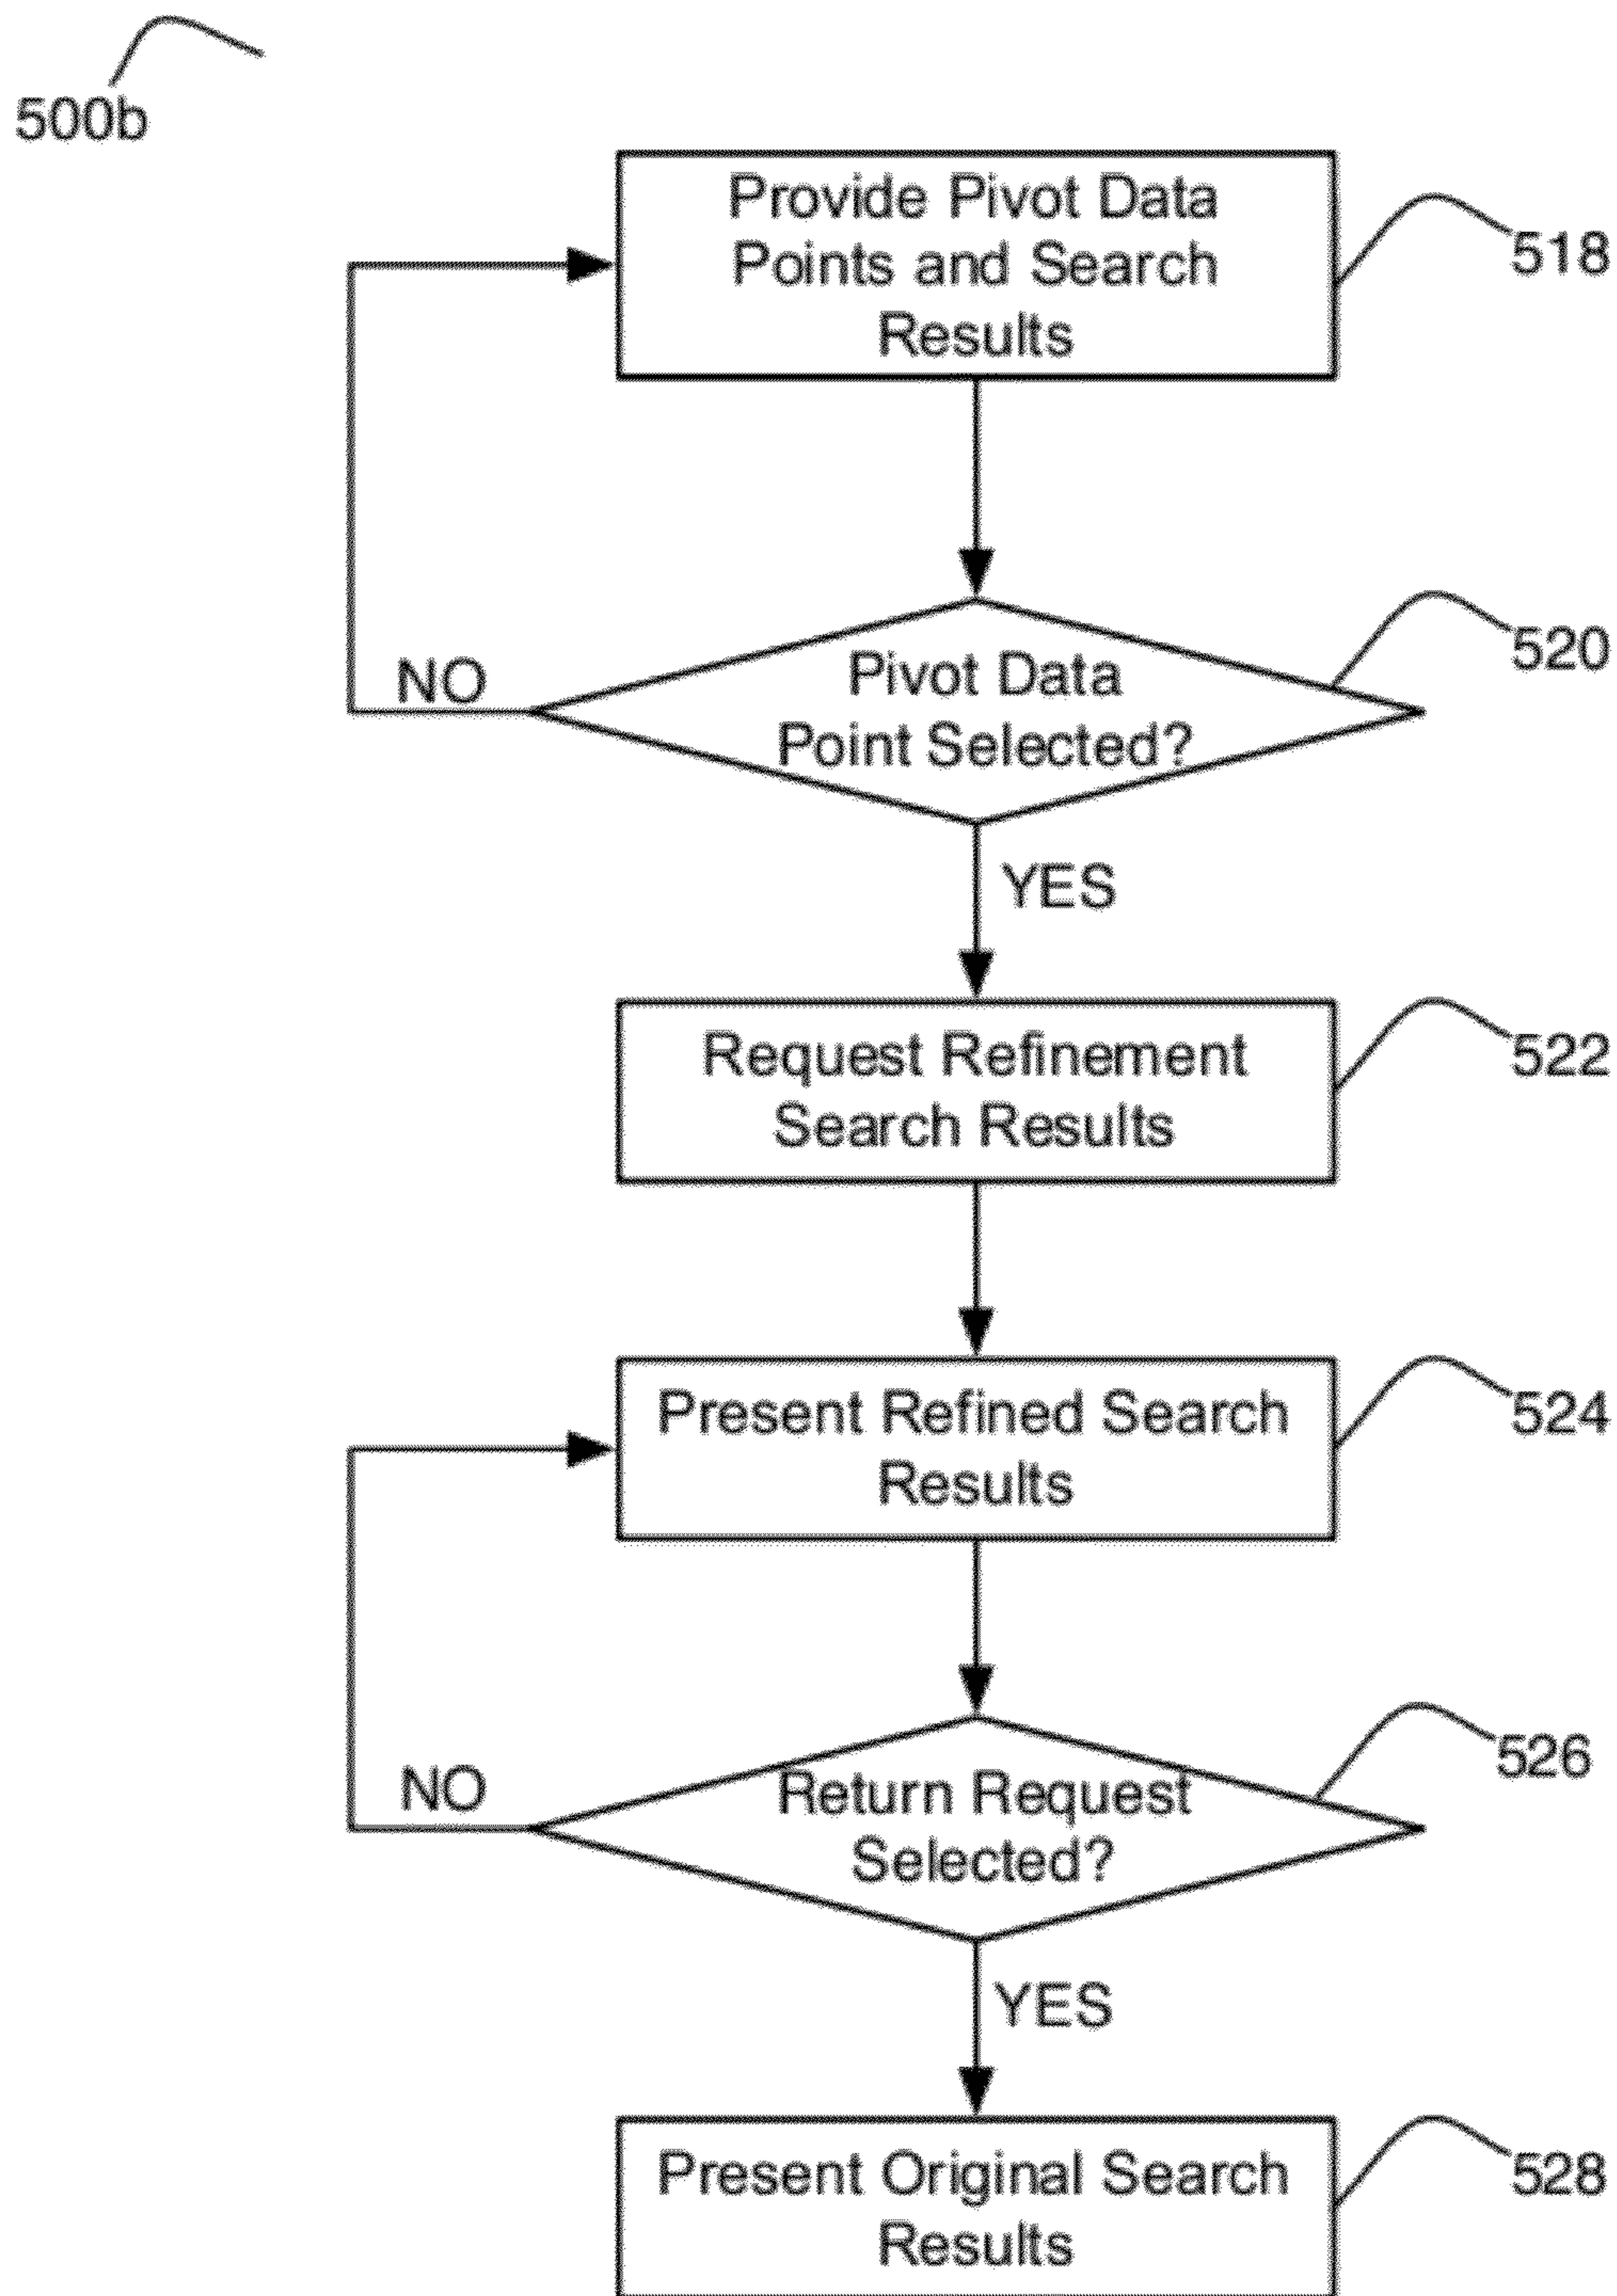 500b
Provide Pivot Data
Points and Search
Results
518
Pivot Data
Point Selected?
520
NO
YES
Request Refinement
Search Results
522
Present Refined Search
Results
524
Return Request
Selected?
526
NO
YES
Present Original Search
Results
528